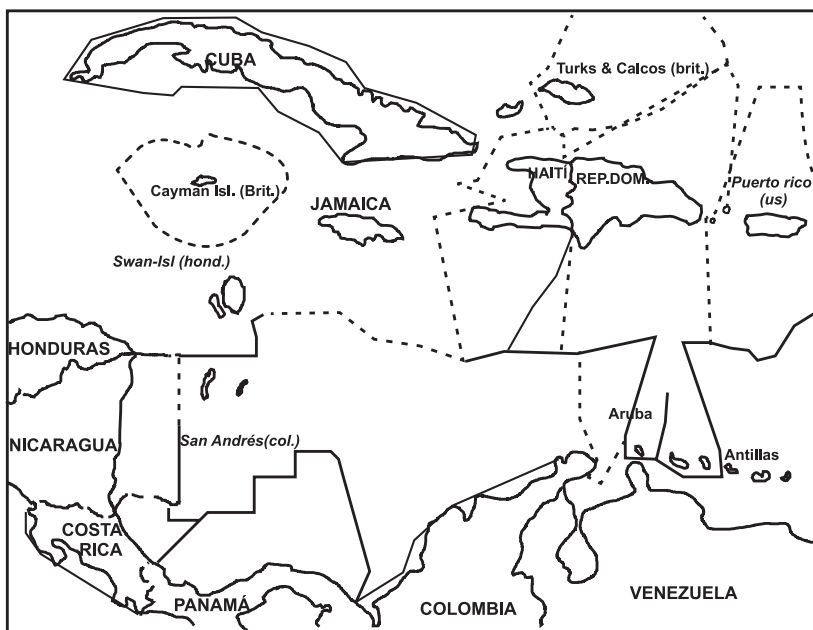 CUBA
Turks & Calcos (brit.)
HAITÍ
REP.DOM.
Puerto rico
(us)
Cayman Isl. (Brit.)
JAMAICA
Swan-Isl (hond.)
HONDURAS
NICARAGUA
San Andrés(col.)
Aruba
Antillas
COSTA
RICA
PANAMÁ
COLOMBIA
VENEZUELA